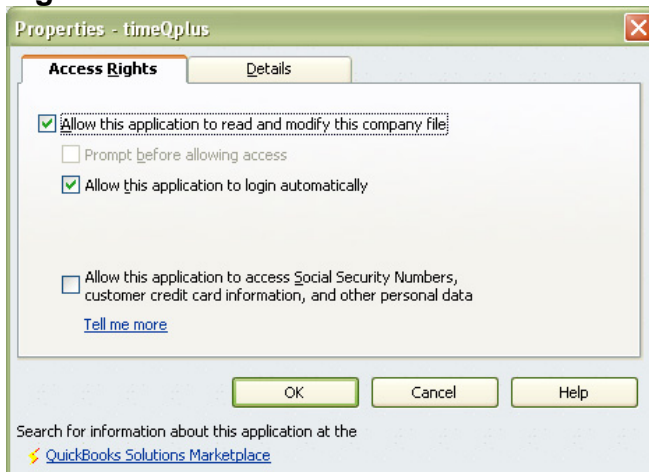 Properties - timeQplus
Access Rights Details
Allow this application to read and modify this company file
Prompt before allowing access
Allow this application to login automatically
Allow this application to access Social Security Numbers,
customer credit card information, and other personal data
Tell me more
OK Cancel Help
Search for information about this application at the
QuickBooks Solutions Marketplace